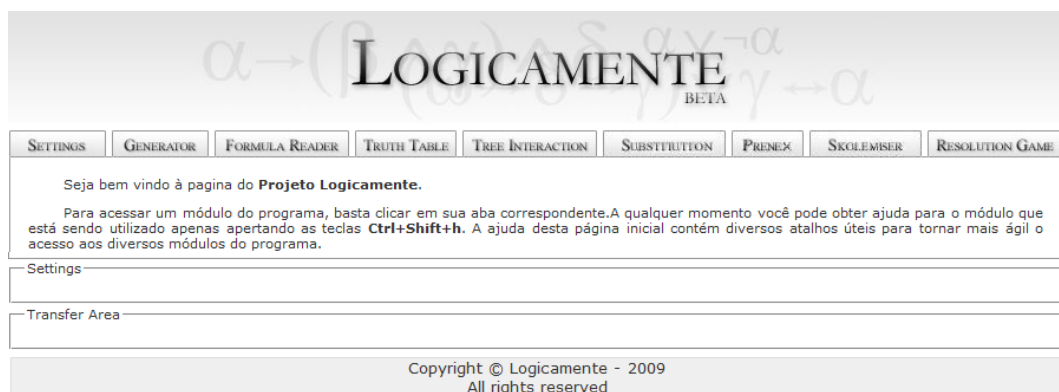 LOGICAMENTE
BETA
SETTINGS GENERATOR FORMULA READER TRUTH TABLE TREE INTERACTION SUBSTITUTION PRENEX SKOLEMISER RESOLUTION GAME
Seja bem vindo à pagina do Projeto Logicamente.
Para acessar um módulo do programa, basta clicar em sua aba correspondente.A qualquer momento você pode obter ajuda para o módulo que
está sendo utilizado apenas apertando as teclas Ctrl+Shift+h. A ajuda desta página inicial contém diversos atalhos úteis para tornar mais ágil o
acesso aos diversos módulos do programa.
Settings
Transfer Area
Copyright © Logicamente - 2009
All rights reserved